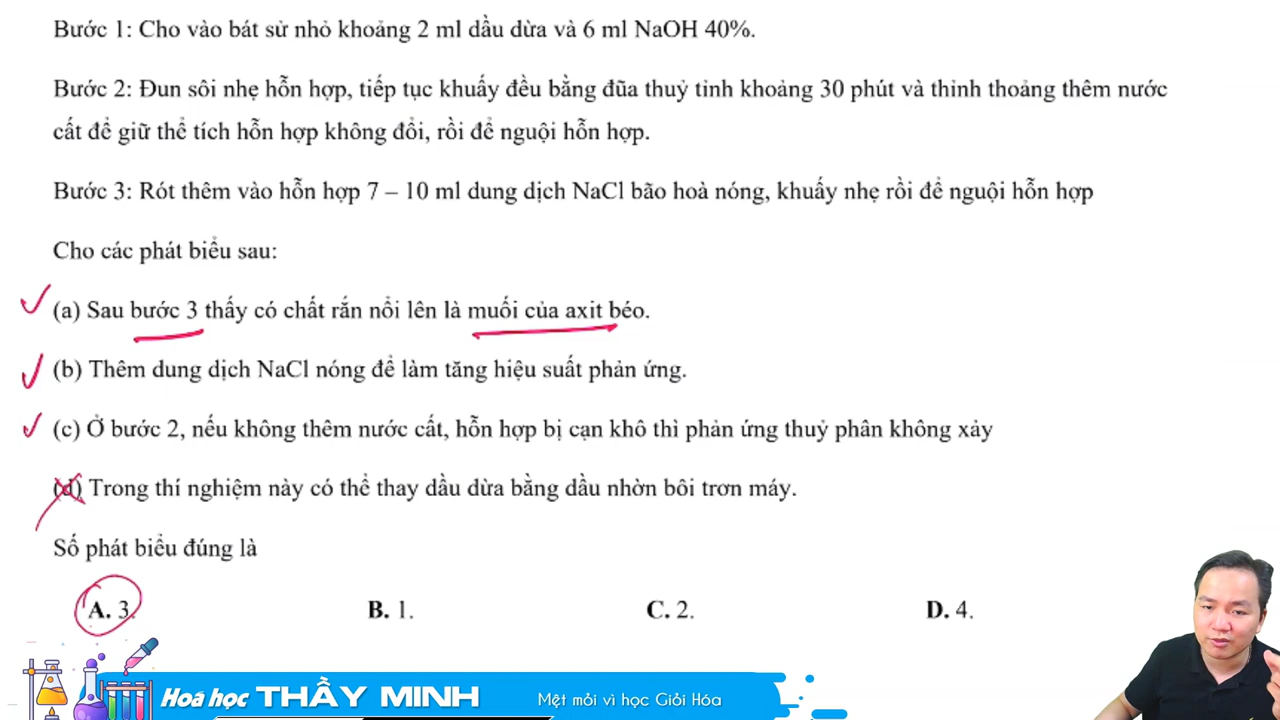 Bước 1: Cho vào bát sứ nhỏ khoảng 2 ml dầu dừa và 6 ml NaOH 40%.
Bước 2: Đun sôi nhẹ hỗn hợp, tiếp tục khuấy đều bằng đũa thuỷ tinh khoảng 30 phút và thỉnh thoảng thêm nước
cất để giữ thể tích hỗn hợp không đổi, rồi để nguội hỗn hợp.
Bước 3: Rót thêm vào hỗn hợp 7 – 10 ml dung dịch NaCl bão hoà nóng, khuấy nhẹ rồi để nguội hỗn hợp
Cho các phát biểu sau:
(a) Sau bước 3 thấy có chất rắn nổi lên là muối của axit béo.
(b) Thêm dung dịch NaCl nóng để làm tăng hiệu suất phản ứng.
(c) Ở bước 2, nếu không thêm nước cất, hỗn hợp bị cạn khô thì phản ứng thuỷ phân không xảy
(d) Trong thí nghiệm này có thể thay dầu dừa bằng dầu nhờn bôi trơn máy.
Số phát biểu đúng là
A. 3. B. 1. C. 2. D. 4.
Hoá học THẦY MINH Mệt mỏi vì học Giỏi Hóa